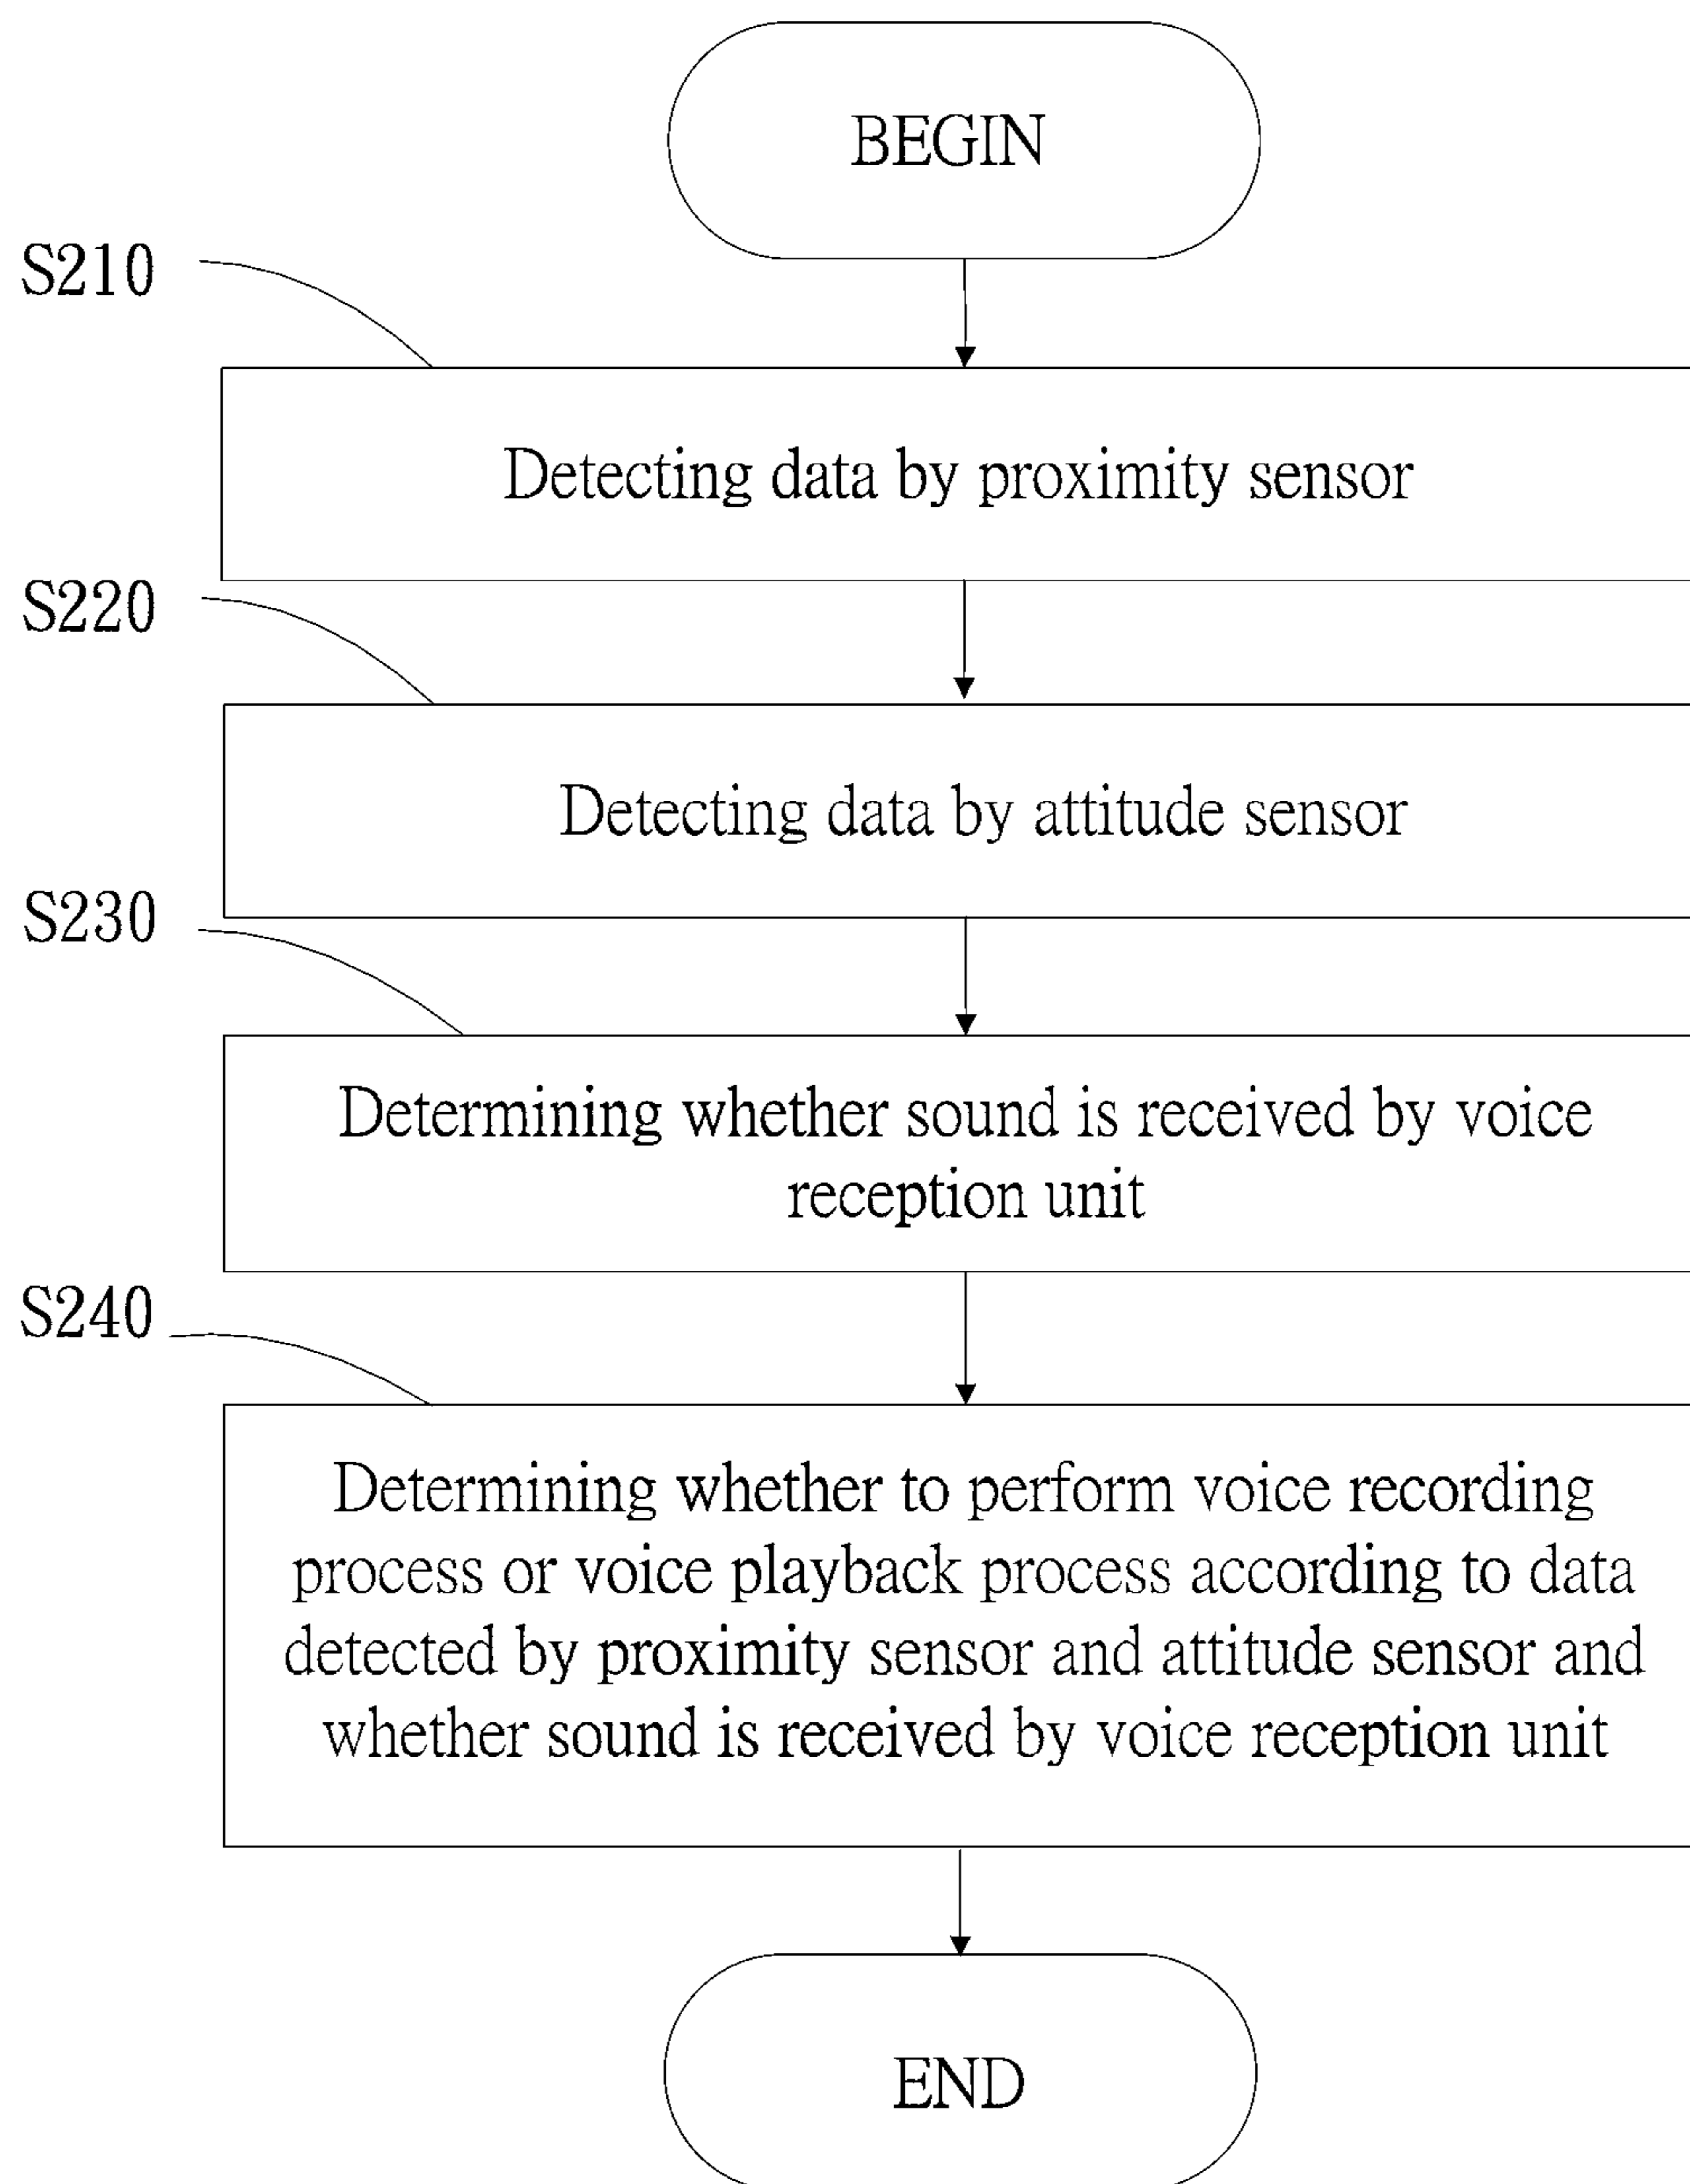 BEGIN
S210
Detecting data by proximity sensor
S220
Detecting data by attitude sensor
S230
Determining whether sound is received by voice
reception unit
S240
Determining whether to perform voice recording
process or voice playback process according to data
detected by proximity sensor and attitude sensor and
whether sound is received by voice reception unit
END